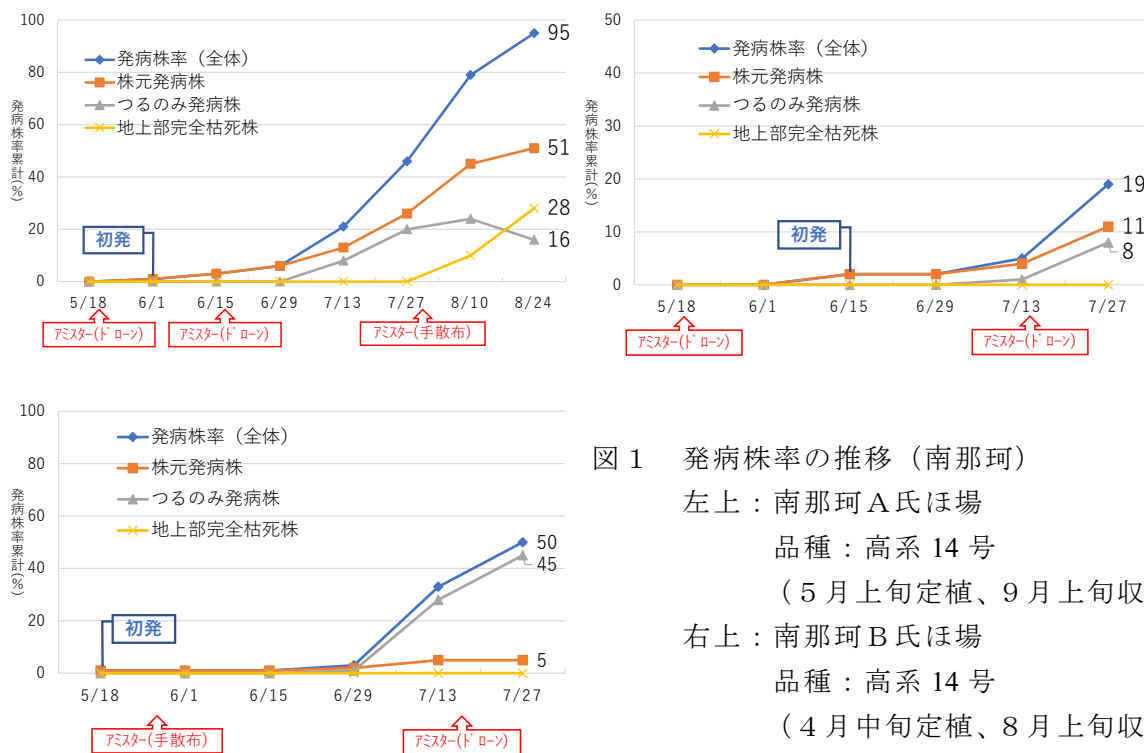 100
80
60
40
20
0
発病株率累計(%)
発病株率（全体）
株元発病株
つるのみ発病株
地上部完全枯死株
初発
95
51
28
16
5/18 6/1 6/15 6/29 7/13 7/27 8/10 8/24
アミスター(ドローン)
アミスター(ドローン)
アミスター(手散布)
50
40
30
20
10
0
発病株率累計(%)
発病株率（全体）
株元発病株
つるのみ発病株
地上部完全枯死株
初発
19
11
8
5/18 6/1 6/15 6/29 7/13 7/27
アミスター(ドローン)
アミスター(ドローン)
100
80
60
40
20
0
発病株率累計(%)
発病株率（全体）
株元発病株
つるのみ発病株
地上部完全枯死株
初発
50
45
5
5/18 6/1 6/15 6/29 7/13 7/27
アミスター(手散布)
アミスター(ドローン)
図１　発病株率の推移（南那珂）
左上：南那珂Ａ氏ほ場
品種：高系 14 号
（５月上旬定植、９月上旬収
右上：南那珂Ｂ氏ほ場
品種：高系 14 号
（４月中旬定植、８月上旬収